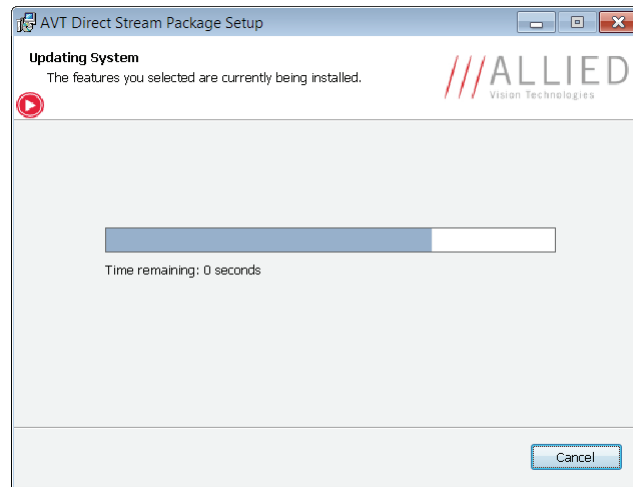 AVT Direct Stream Package Setup
Updating System
The features you selected are currently being installed.
ALLIED
Vision Technologies
Time remaining: 0 seconds
Cancel